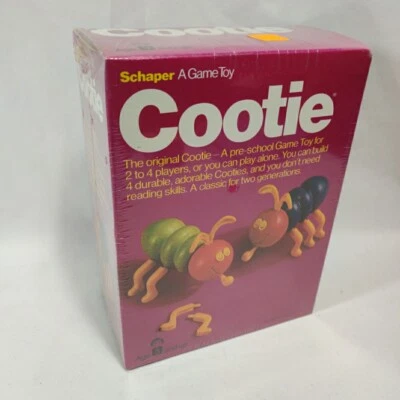 Schaper A Game Toy
Cootie
The original Cootie—A pre-school Game Toy for
2 to 4 players, or you can play alone. You can build
4 durable, adorable Cooties, and you don't need
reading skills. A classic for two generations.